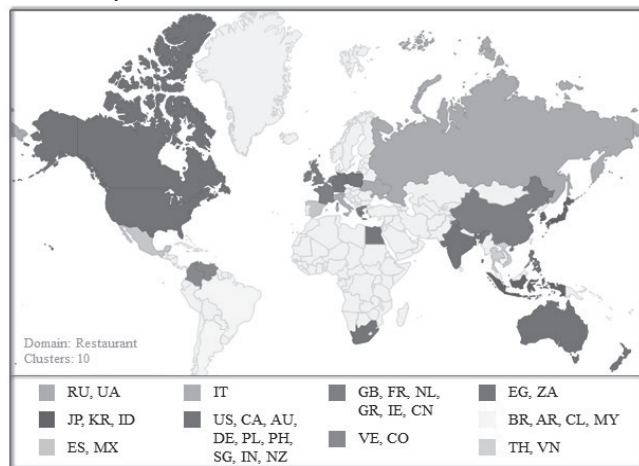 Domain: Restaurant
Clusters: 10
RU, UA
JP, KR, ID
ES, MX
IT
US, CA, AU,
DE, PL, PH,
SG, IN, NZ
GB, FR, NL,
GR, IE, CN
VE, CO
EG, ZA
BR, AR, CL, MY
TH, VN